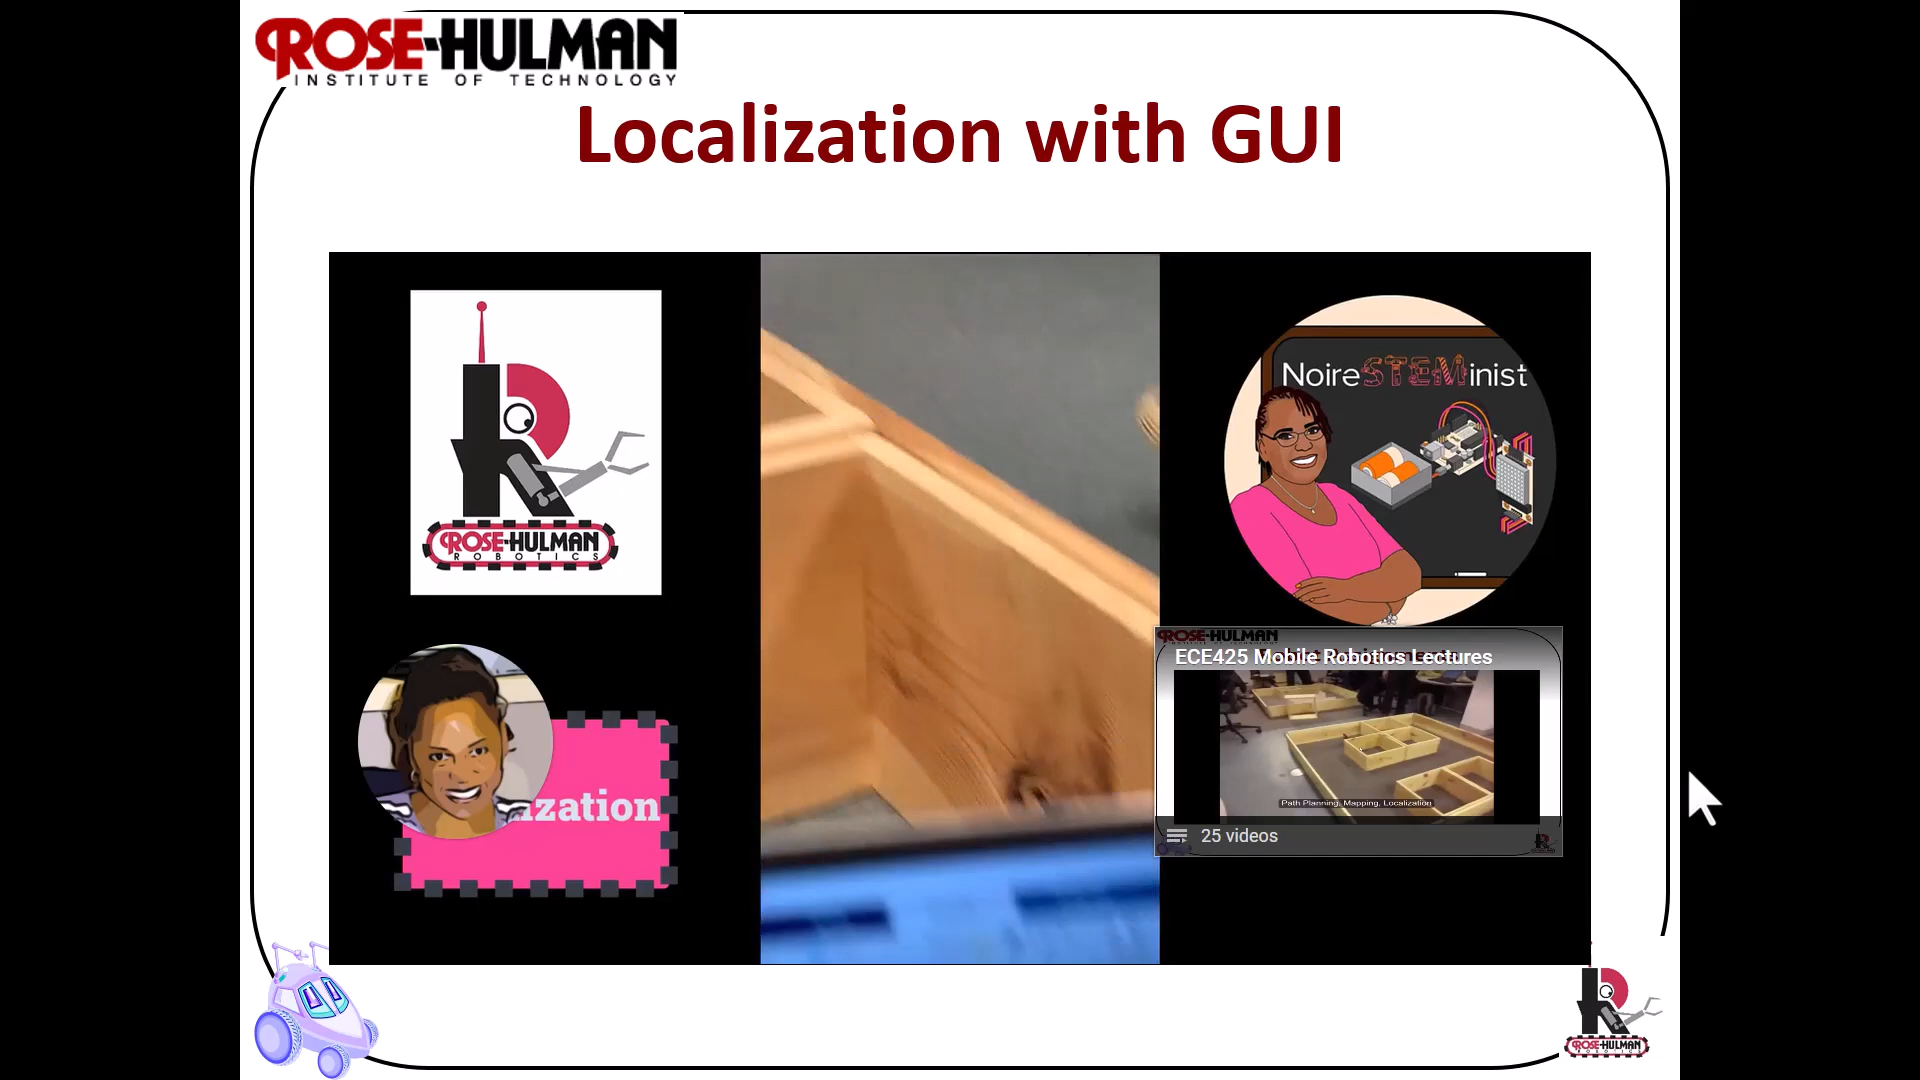 ROSE-HULMAN
INSTITUTE OF TECHNOLOGY
Localization with GUI
ROSE-HULMAN
ROBOTICS
NoireSTEMinist
ization
ROSE-HULMAN
ECE425 Mobile Robotics Lectures
Path Planning, Mapping, Localization
25 videos
ROSE-HULMAN
ROBOTICS